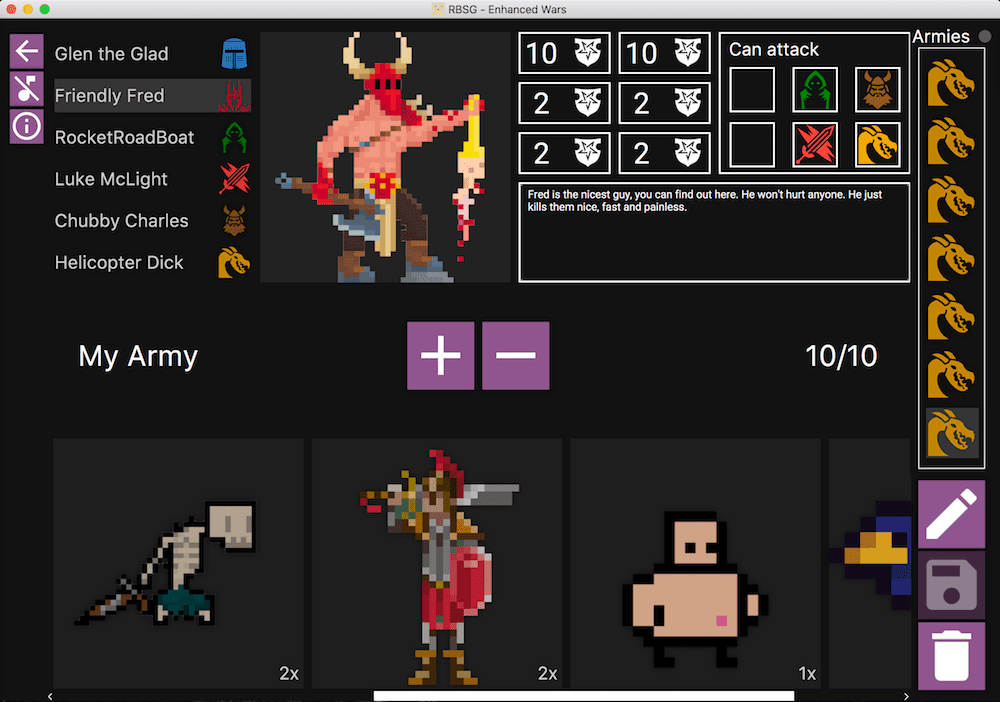 RBSG - Enhanced Wars
Glen the Glad
Friendly Fred
RocketRoadBoat
Luke McLight
Chubby Charles
Helicopter Dick
10 10
2 2
2 2
Can attack
Armies
Fred is the nicest guy, you can find out here. He won't hurt anyone. He just
kills them nice, fast and painless.
My Army
10/10
2x
2x
1x